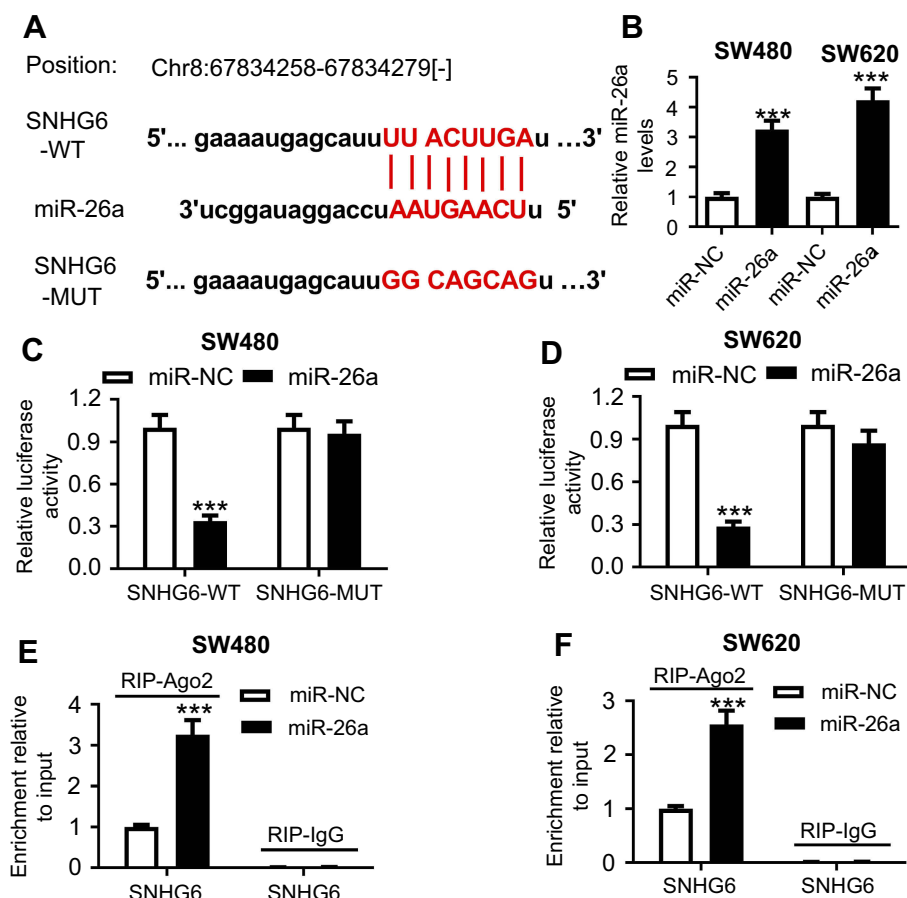 A
Position: Chr8:67834258-67834279[-]
SNHG6
-WT
5'... gaaaaugagcauuUU ACUUGAu ...3'
miR-26a
3'ucggauaggaccuAAUGAACUu 5'
SNHG6
-MUT
5'... gaaaaugagcauuGG CAGCAGu ...3'
B
SW480 SW620
Relative miR-26a
levels
5
4
3
2
1
0
*** ***
miR-NC miR-26a miR-NC miR-26a
C
SW480
miR-NC miR-26a
Relative luciferase
activity
1.2
0.9
0.6
0.3
0.0
***
SNHG6-WT SNHG6-MUT
D
SW620
miR-NC miR-26a
Relative luciferase
activity
1.2
0.9
0.6
0.3
0.0
***
SNHG6-WT SNHG6-MUT
E
SW480
RIP-Ago2
miR-NC
miR-26a
Enrichment relative
to input
4
3
2
1
0
***
RIP-IgG
SNHG6 SNHG6
F
SW620
RIP-Ago2
miR-NC
miR-26a
Enrichment relative
to input
3
2
1
0
***
RIP-IgG
SNHG6 SNHG6